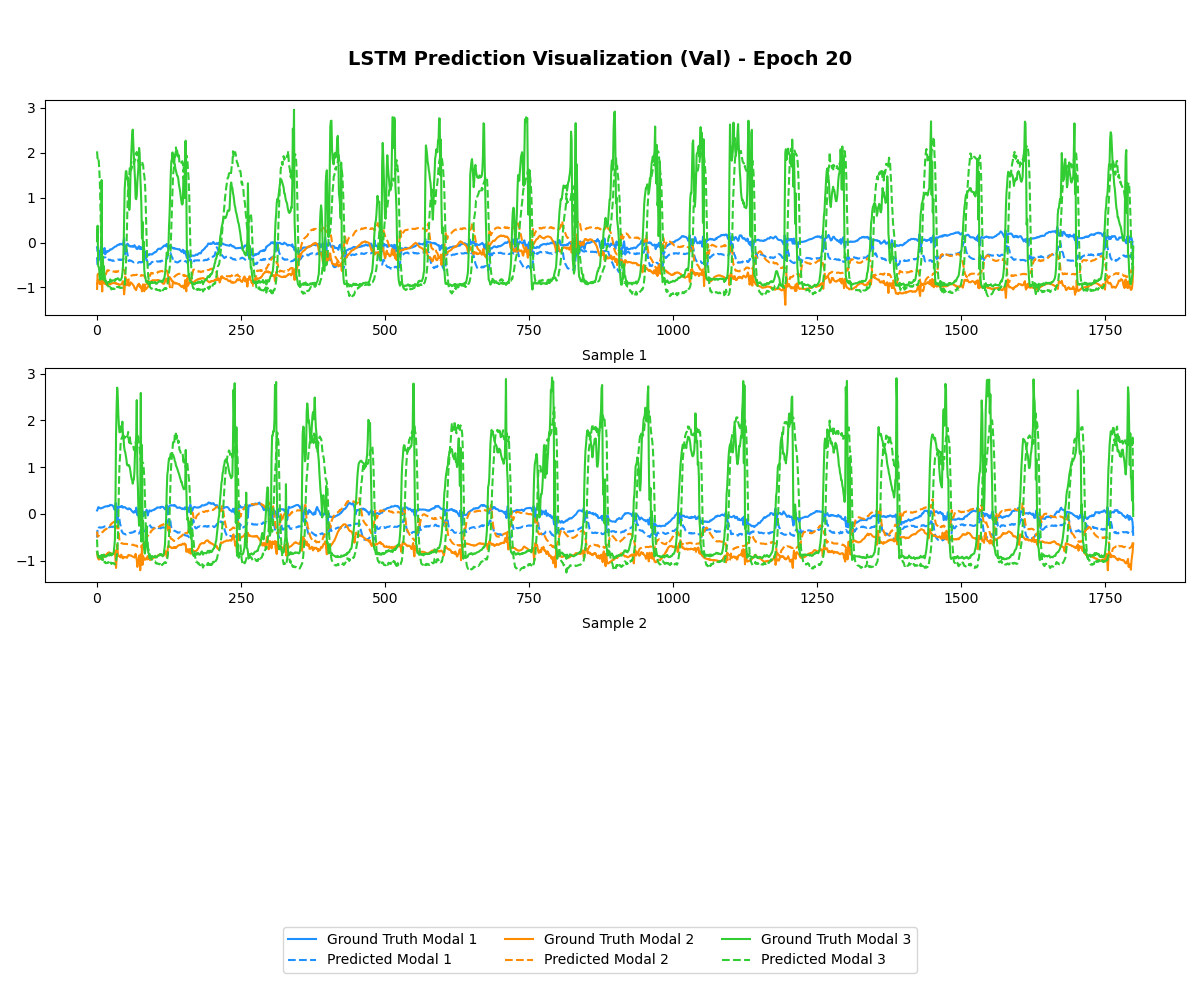 LSTM Prediction Visualization (Val) - Epoch 20
3
2
1
0
−1
0 250 500 750 1000 1250 1500 1750
Sample 1
3
2
1
0
−1
0 250 500 750 1000 1250 1500 1750
Sample 2
Ground Truth Modal 1 Ground Truth Modal 2 Ground Truth Modal 3
Predicted Modal 1 Predicted Modal 2 Predicted Modal 3